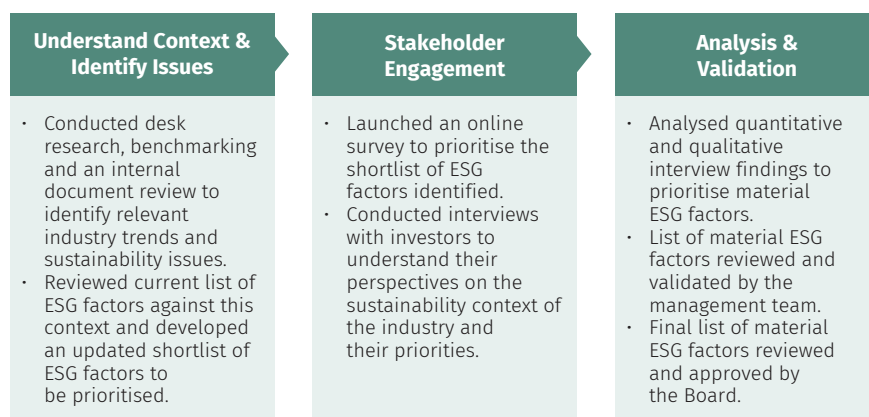 Understand Context &
Identify Issues
• Conducted desk
research, benchmarking
and an internal
document review to
identify relevant
industry trends and
sustainability issues.
• Reviewed current list of
ESG factors against this
context and developed
an updated shortlist of
ESG factors to
be prioritised.
Stakeholder
Engagement
• Launched an online
survey to prioritise the
shortlist of ESG
factors identified.
• Conducted interviews
with investors to
understand their
perspectives on the
sustainability context of
the industry and
their priorities.
Analysis &
Validation
• Analysed quantitative
and qualitative
interview findings to
prioritise material
ESG factors.
• List of material ESG
factors reviewed and
validated by the
management team.
• Final list of material
ESG factors reviewed
and approved by
the Board.